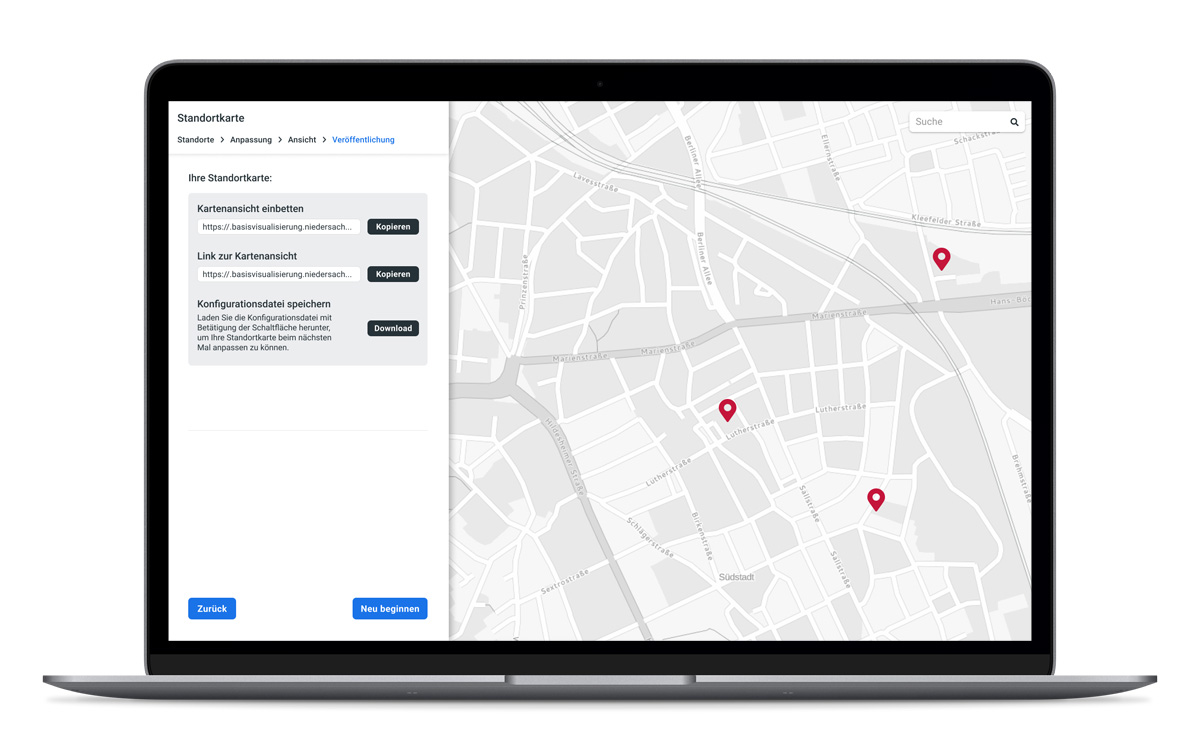 Standortkarte
Standorte > Anpassung > Ansicht > Veröffentlichung
Ihre Standortkarte:
Kartenansicht einbetten
https://.basisvisualisierung.niedersach... Kopieren
Link zur Kartenansicht
https://.basisvisualisierung.niedersach... Kopieren
Konfigurationsdatei speichern
Laden Sie die Konfigurationsdatei mit
Betätigung der Schaltfläche herunter,
um Ihre Standortkarte beim nächsten
Mal anpassen zu können.
Download
Zurück
Neu beginnen
Suche
Berliner Allee
Ellernstraße
Schackstraße
Lavesstraße
Kleefelder Straße
Berliner Allee
Prinzenstraße
Hans-Böc
Marienstraße
Marienstraße
Marienstraße
Lutherstraße
Lutherstraße
Hildesheimer Straße
Lutherstraße
Brehmstraße
Sallstraße
Schlägerstraße
Birkenstraße
Sallstraße
Südstadt
Sextrostraße